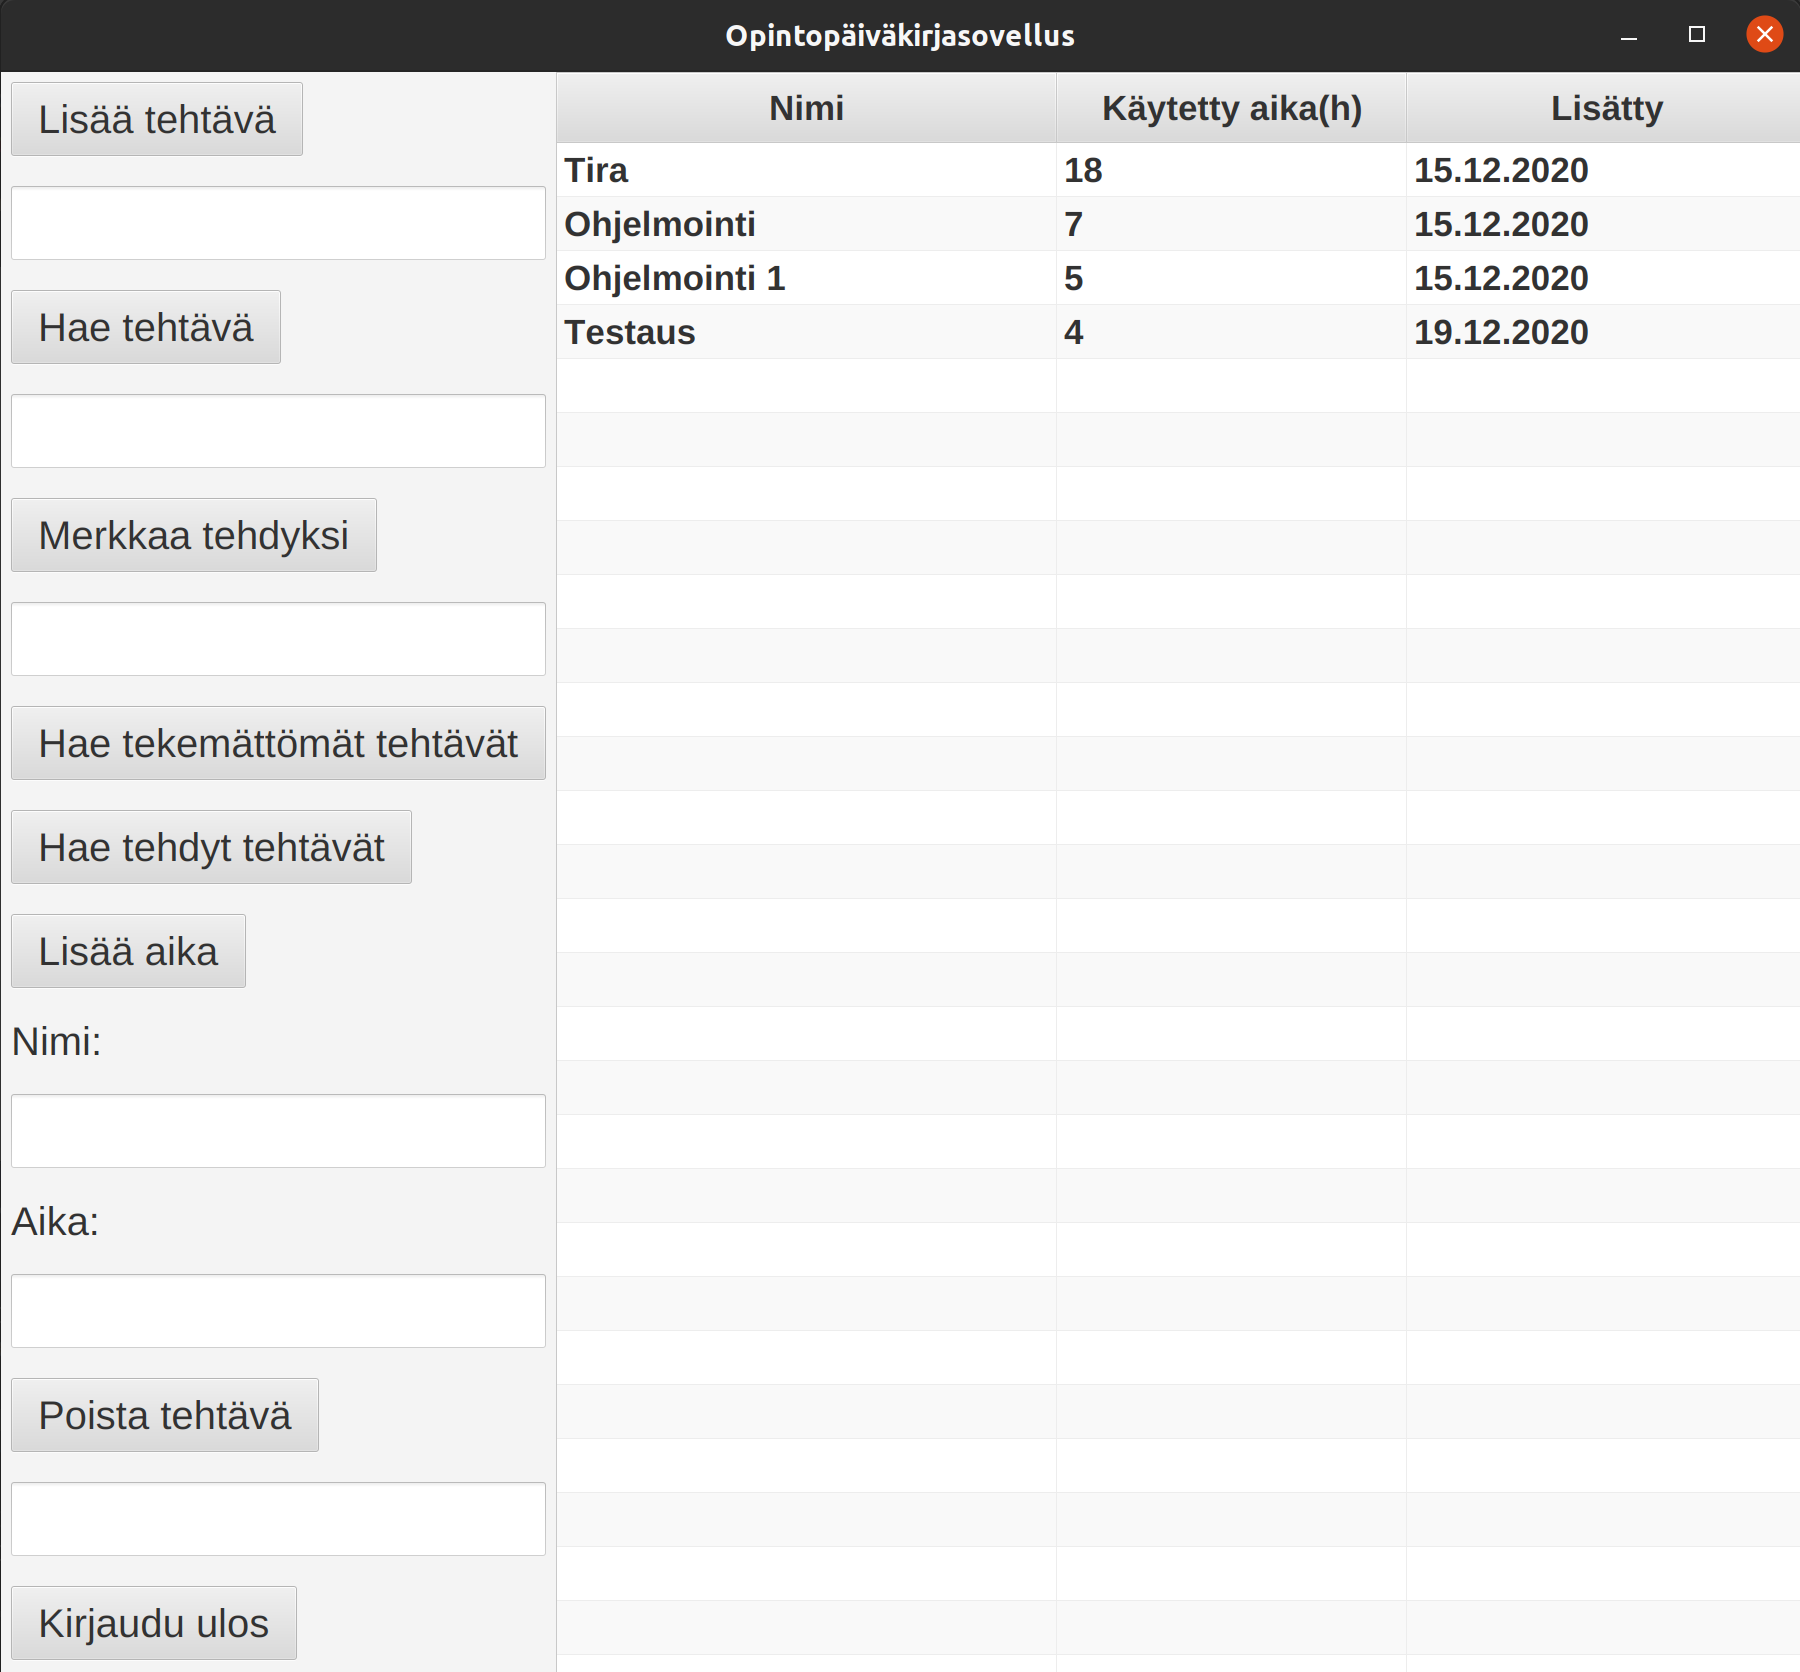 Opintopäiväkirjasovellus
Lisää tehtävä
Hae tehtävä
Merkkaa tehdyksi
Hae tekemättömät tehtävät
Hae tehdyt tehtävät
Lisää aika
Nimi:
Aika:
Poista tehtävä
Kirjaudu ulos
Nimi Käytetty aika(h) Lisätty
Tira 18 15.12.2020
Ohjelmointi 7 15.12.2020
Ohjelmointi 1 5 15.12.2020
Testaus 4 19.12.2020